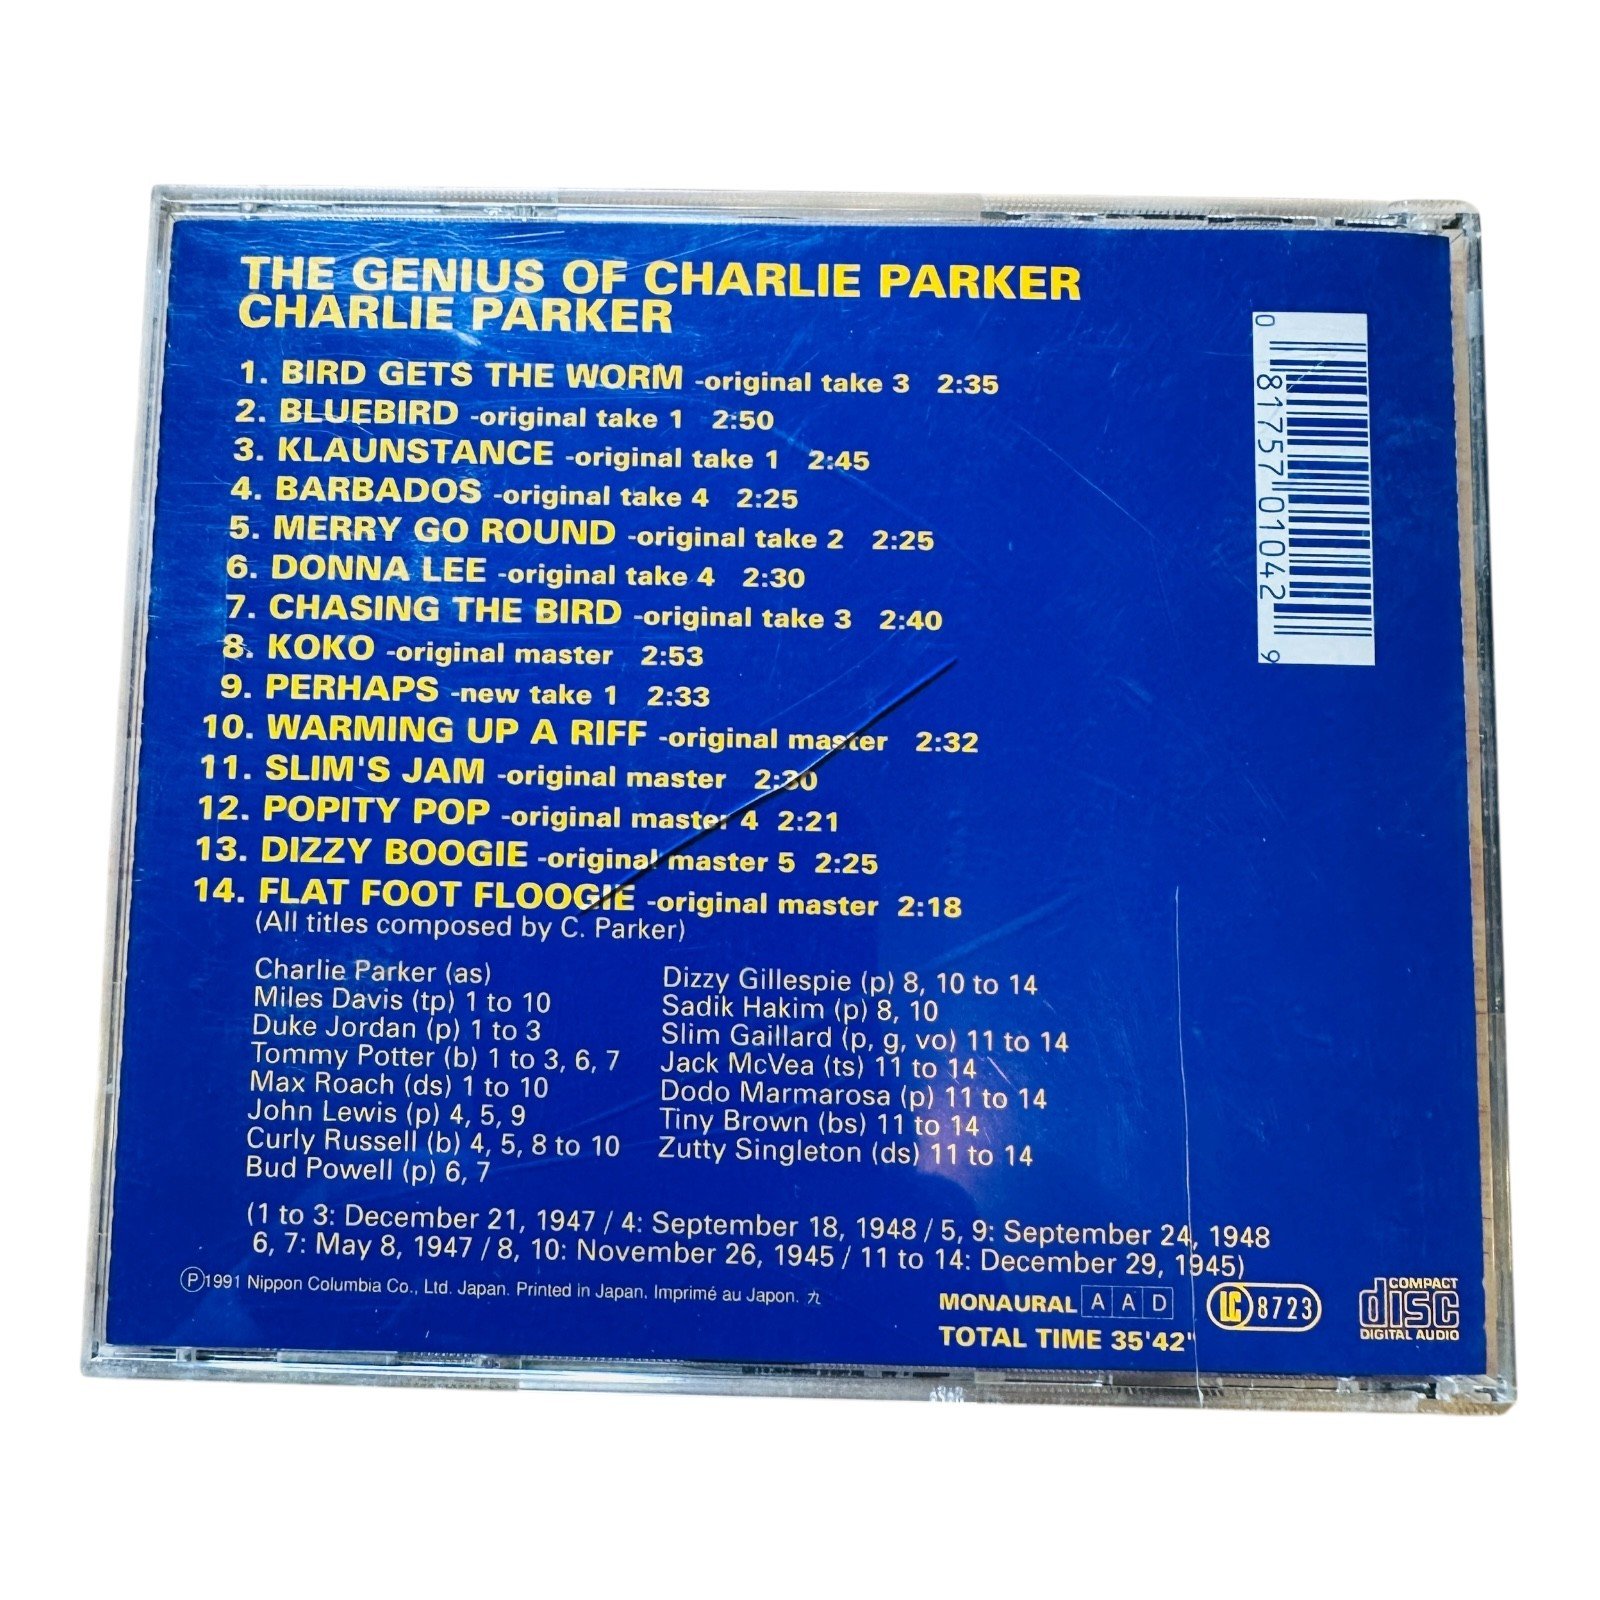 THE GENIUS OF CHARLIE PARKER
CHARLIE PARKER
1. BIRD GETS THE WORM -original take 3 2:35
2. BLUEBIRD -original take 1 2:50
3. KLAUNSTANCE -original take 1 2:45
4. BARBADOS -original take 4 2:25
5. MERRY GO ROUND -original take 2 2:25
6. DONNA LEE -original take 4 2:30
7. CHASING THE BIRD -original take 3 2:40
8. KOKO -original master 2:53
9. PERHAPS -new take 1 2:33
10. WARMING UP A RIFF -original master 2:32
11. SLIM'S JAM -original master 2:30
12. POPITY POP -original master 4 2:21
13. DIZZY BOOGIE -original master 5 2:25
14. FLAT FOOT FLOOGIE -original master 2:18
(All titles composed by C. Parker)
Charlie Parker (as)
Miles Davis (tp) 1 to 10
Duke Jordan (p) 1 to 3
Tommy Potter (b) 1 to 3, 6, 7
Max Roach (ds) 1 to 10
John Lewis (p) 4, 5, 9
Curly Russell (b) 4, 5, 8 to 10
Bud Powell (p) 6, 7
Dizzy Gillespie (p) 8, 10 to 14
Sadik Hakim (p) 8, 10
Slim Gaillard (p, g, vo) 11 to 14
Jack McVea (ts) 11 to 14
Dodo Marmarosa (p) 11 to 14
Tiny Brown (bs) 11 to 14
Zutty Singleton (ds) 11 to 14
(1 to 3: December 21, 1947 / 4: September 18, 1948 / 5, 9: September 24, 1948
6, 7: May 8, 1947 / 8, 10: November 26, 1945 / 11 to 14: December 29, 1945)
Ⓟ1991 Nippon Columbia Co., Ltd. Japan. Printed in Japan. Imprimé au Japon. 九
MONAURAL A A D
TOTAL TIME 35'42"
LC 8723
COMPACT
disc
DIGITAL AUDIO
0 81757 01042 9